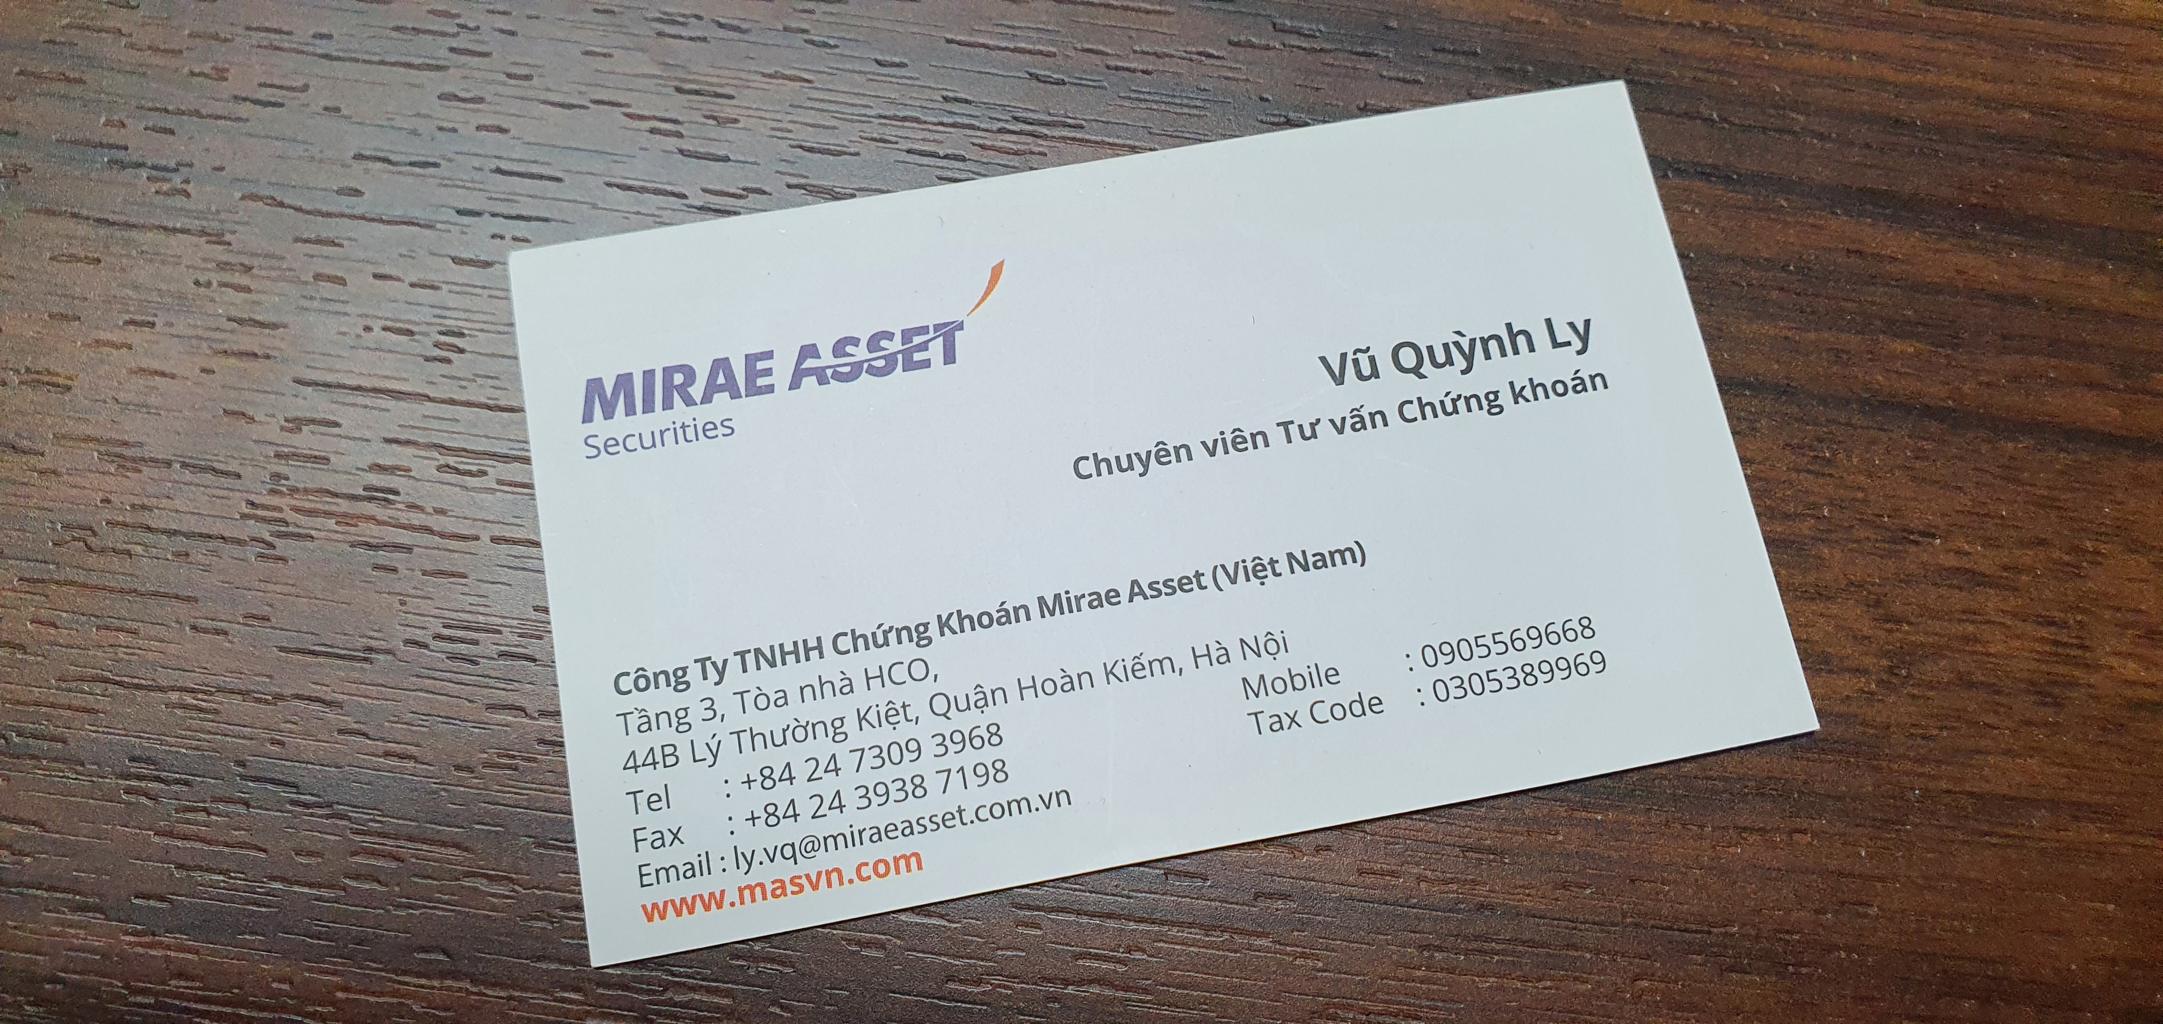 MIRAE ASSET
Securities
Vũ Quỳnh Ly
Chuyên viên Tư vấn Chứng khoán
Công Ty TNHH Chứng Khoán Mirae Asset (Việt Nam)
Tầng 3, Tòa nhà HCO,
44B Lý Thường Kiệt, Quận Hoàn Kiếm, Hà Nội
Tel : +84 24 7309 3968
Fax : +84 24 3938 7198
Email : ly.vq@miraeasset.com.vn
www.masvn.com
Mobile : 0905569668
Tax Code : 0305389969